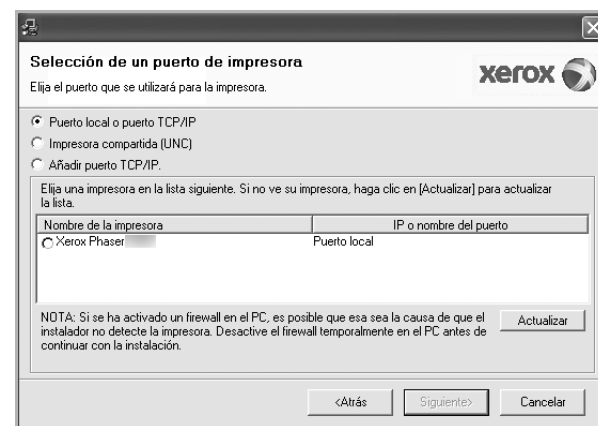 Selección de un puerto de impresora
Elija el puerto que se utilizará para la impresora.
xerox
Puerto local o puerto TCP/IP
Impresora compartida (UNC)
Añadir puerto TCP/IP.
Elija una impresora en la lista siguiente. Si no ve su impresora, haga clic en [Actualizar] para actualizar
la lista.
Nombre de la impresora IP o nombre del puerto
Xerox Phaser Puerto local
NOTA: Si se ha activado un firewall en el PC, es posible que esa sea la causa de que el
instalador no detecte la impresora. Desactive el firewall temporalmente en el PC antes de
continuar con la instalación.
Actualizar
<Atrás Siguiente> Cancelar